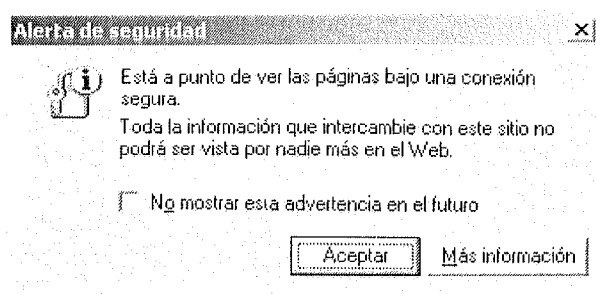 Alerta de seguridad
Está a punto de ver las páginas bajo una conexión
segura.
Toda la información que intercambie con este sitio no
podrá ser vista por nadie más en el Web.
No mostrar esta advertencia en el futuro
Aceptar
Más información